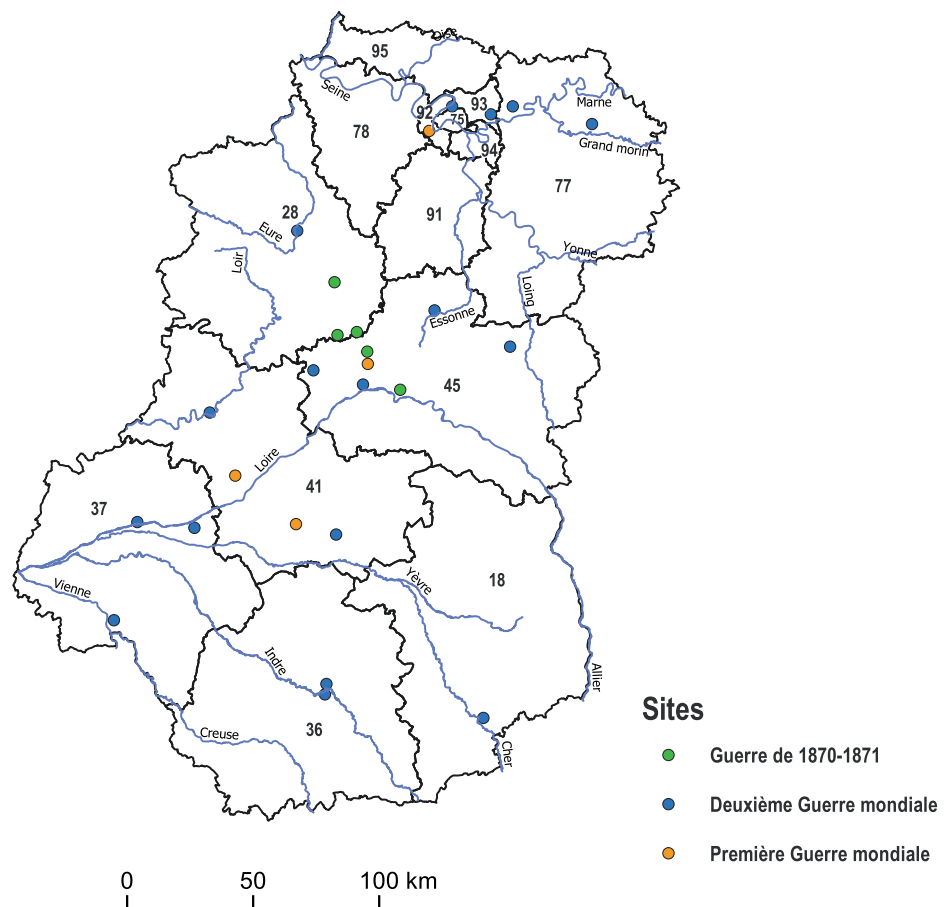 Oise
95
Seine
92
93
75
Marne
78
94
Grand morin
77
28
91
Eure
Loir
Yonne
Loing
Essonne
45
Loire
41
37
Vienne
Yèvre
18
Indre
Allier
Creuse
36
Cher
Sites
Guerre de 1870-1871
Deuxième Guerre mondiale
Première Guerre mondiale
0 50 100 km